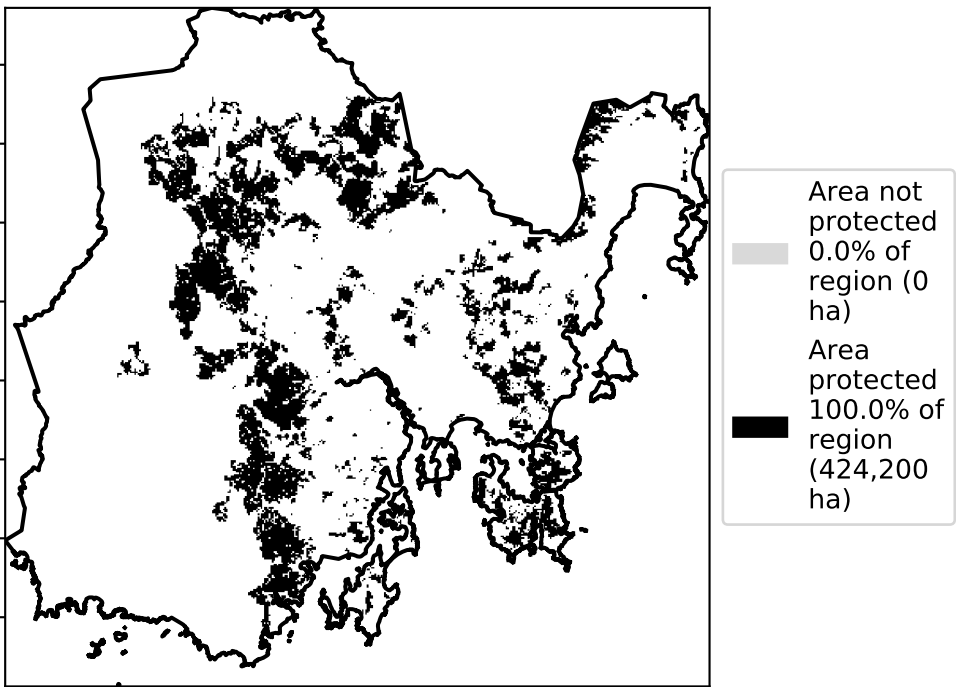 Area not
protected
0.0% of
region (0
ha)
Area
protected
100.0% of
region
(424,200
ha)